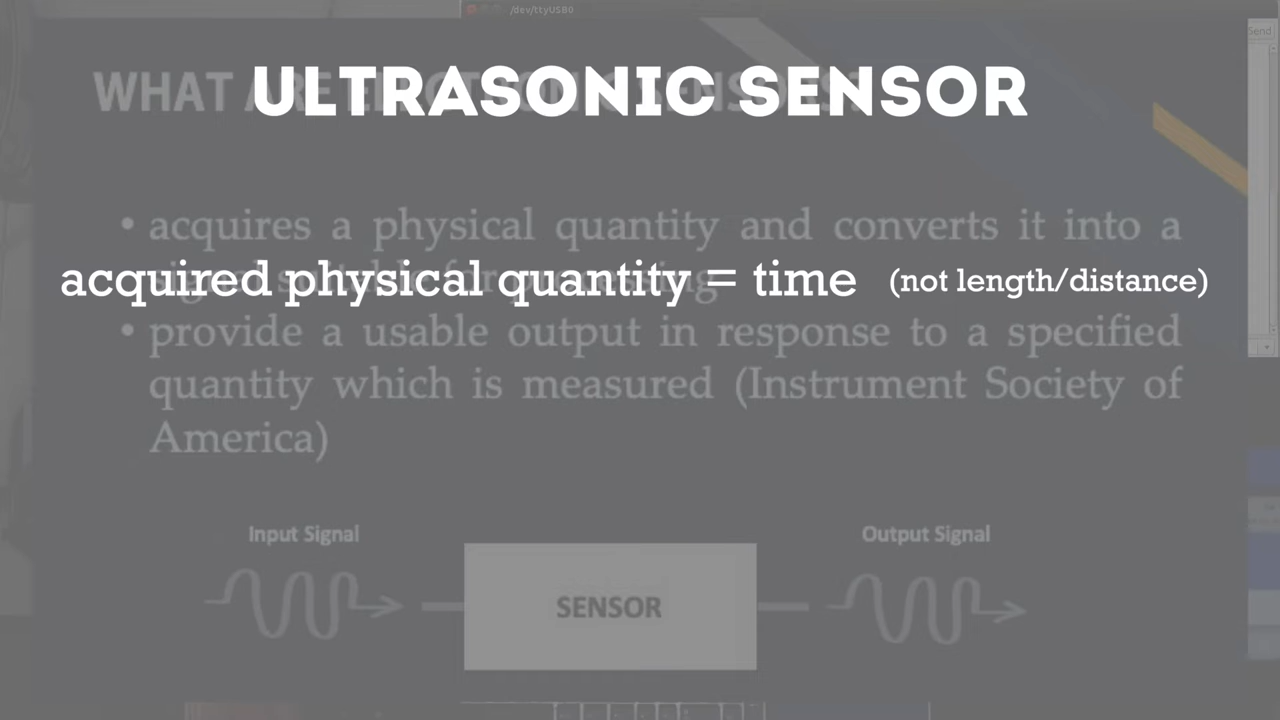 /dev/ttyUSB0
Send
WHAT ARE
ULTRASONIC SENSOR
• acquires a physical quantity and converts it into a
acquired physical quantity = time (not length/distance)
• provide a usable output in response to a specified
quantity which is measured (Instrument Society of
America)
Input Signal
Output Signal
SENSOR